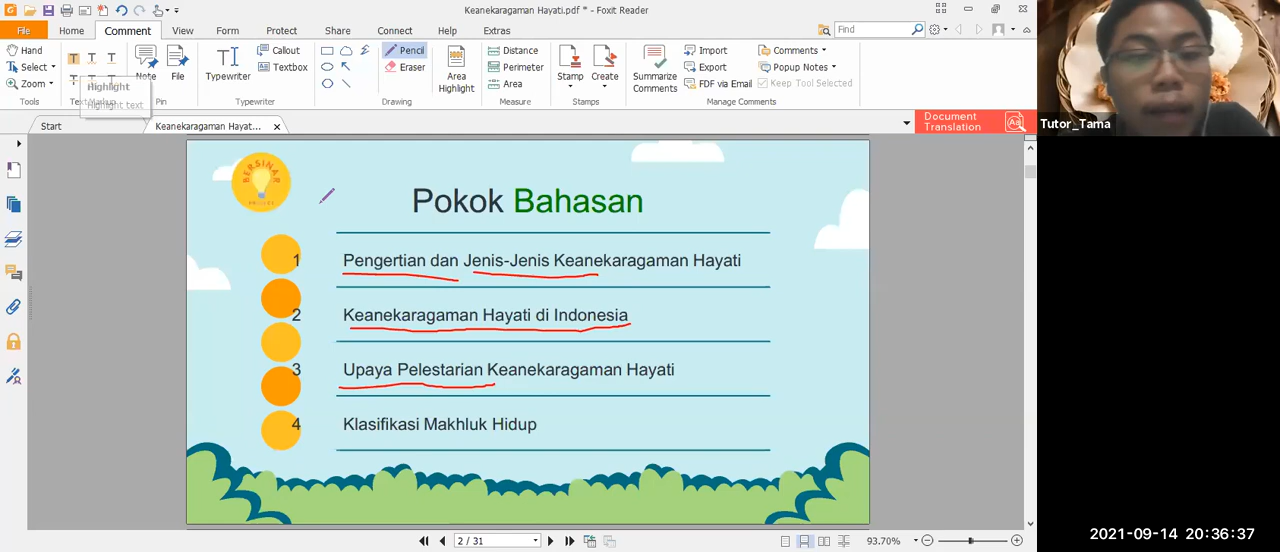 Keanekaragaman Hayati.pdf * - Foxit Reader
File Home Comment View Form Protect Share Connect Help Extras Find
Hand
Select
Zoom
Highlight
Highlight text
Note
File
Pin
Typewriter
Callout
Textbox
Typewriter
Pencil
Eraser
Area Highlight
Drawing
Distance
Perimeter
Area
Measure
Stamp
Create
Stamps
Summarize Comments
Import
Export
FDF via Email
Comments
Popup Notes
Keep Tool Selected
Manage Comments
Tools
Start
Keanekaragaman Hayat...
Document Translation
Tutor_Tama
BERSINAR
PROJECT
Pokok Bahasan
1 Pengertian dan Jenis-Jenis Keanekaragaman Hayati
2 Keanekaragaman Hayati di Indonesia
3 Upaya Pelestarian Keanekaragaman Hayati
4 Klasifikasi Makhluk Hidup
2 / 31
93.70%
2021-09-14 20:36:37